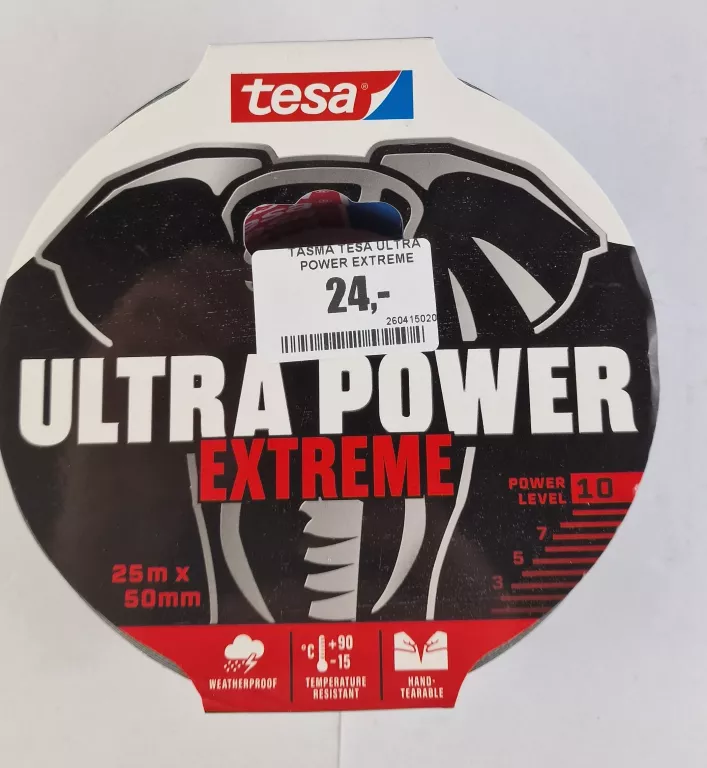 tesa®
TASMA TESA ULTRA
POWER EXTREME
24,-
260415020
ULTRA POWER
EXTREME
POWER
LEVEL 10
7
5
3
25m x
50mm
°C +90
-15
WEATHERPROOF
TEMPERATURE
RESISTANT
HAND-
TEARABLE